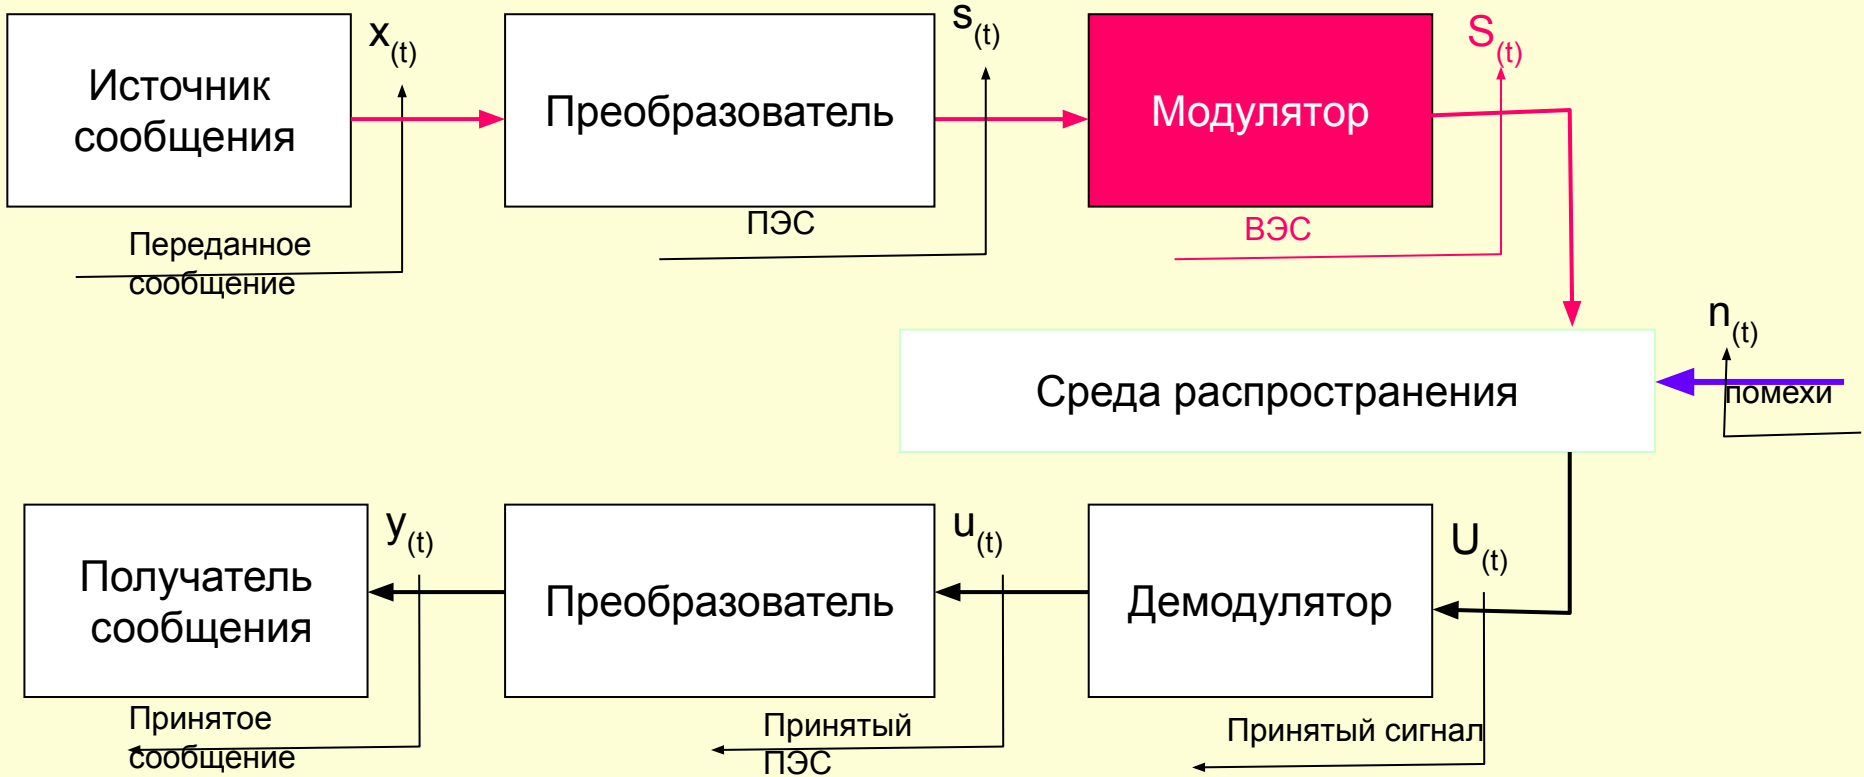 Источник
сообщения
x(t)
Преобразователь
s(t)
Модулятор
S(t)
Переданное
сообщение
ПЭС
ВЭС
Среда распространения
n(t)
помехи
Получатель
сообщения
y(t)
Преобразователь
u(t)
Демодулятор
U(t)
Принятое
сообщение
Принятый
ПЭС
Принятый сигнал